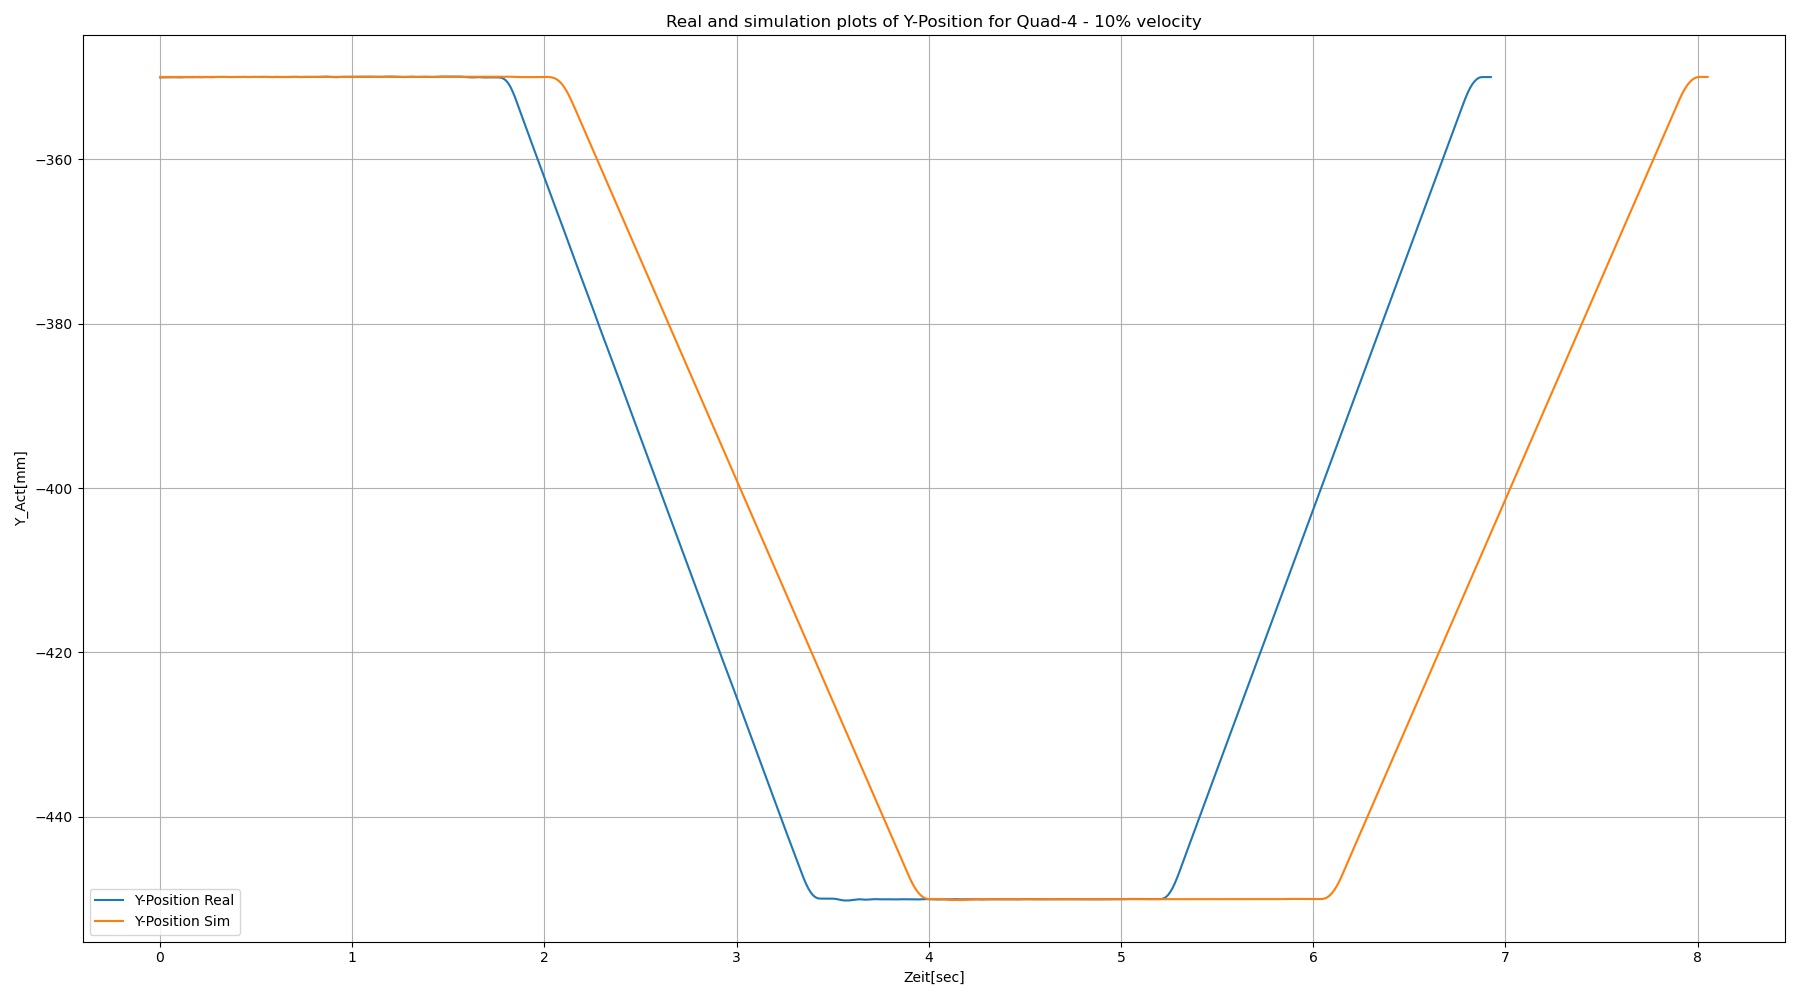 Real and simulation plots of Y-Position for Quad-4 - 10% velocity
Y_Act[mm]
−360
−380
−400
−420
−440
Y-Position Real
Y-Position Sim
0 1 2 3 4 5 6 7 8
Zeit[sec]